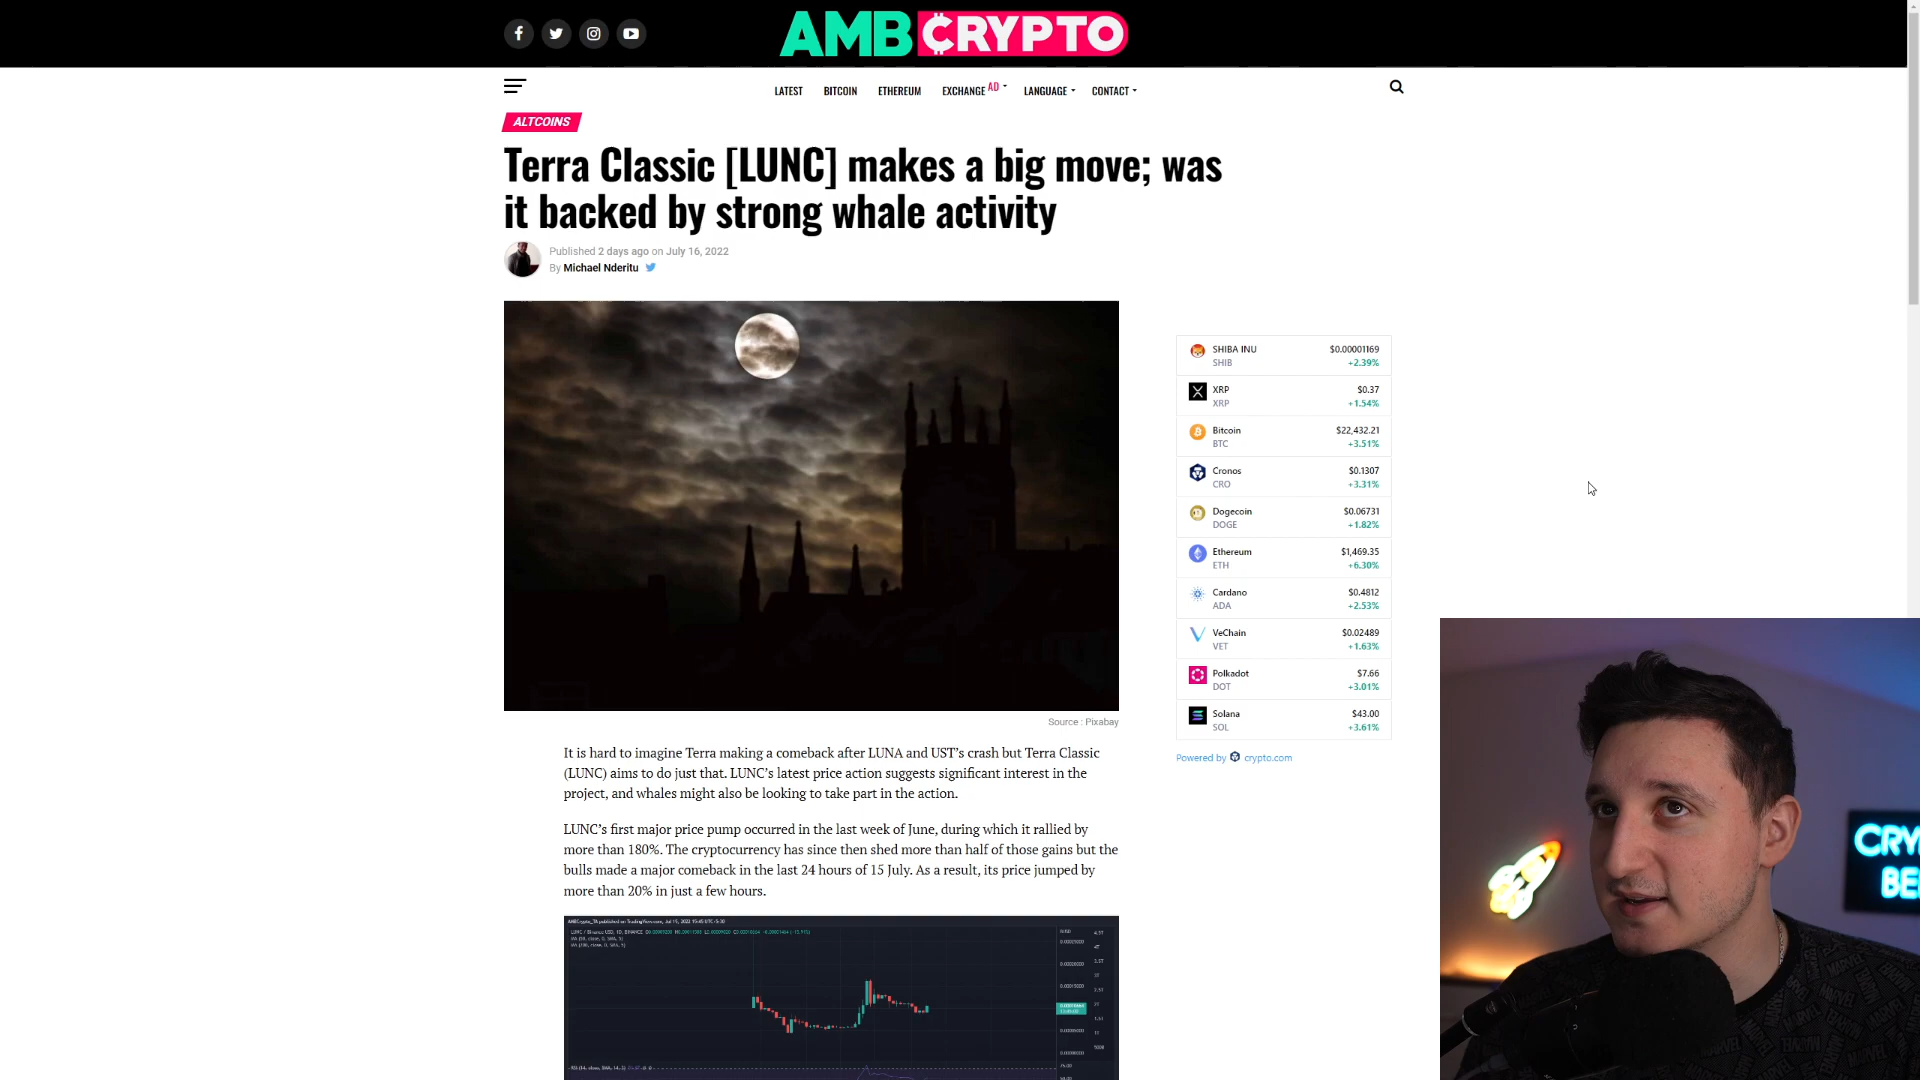 AMBCRYPTO
LATEST
BITCOIN
ETHEREUM
EXCHANGE AD
LANGUAGE
CONTACT
ALTCOINS
Terra Classic [LUNC] makes a big move; was
it backed by strong whale activity
Published 2 days ago on July 16, 2022
By Michael Nderitu
Source : Pixabay
SHIBA INU $0.00001169
SHIB +2.39%
XRP $0.37
XRP +1.54%
Bitcoin $22,432.21
BTC +3.51%
Cronos $0.1307
CRO +3.31%
Dogecoin $0.06731
DOGE +1.82%
Ethereum $1,469.35
ETH +6.30%
Cardano $0.4812
ADA +2.53%
VeChain $0.02489
VET +1.63%
Polkadot $7.66
DOT +3.01%
Solana $43.00
SOL +3.61%
Powered by crypto.com
It is hard to imagine Terra making a comeback after LUNA and UST’s crash but Terra Classic
(LUNC) aims to do just that. LUNC’s latest price action suggests significant interest in the
project, and whales might also be looking to take part in the action.
LUNC’s first major price pump occurred in the last week of June, during which it rallied by
more than 180%. The cryptocurrency has since then shed more than half of those gains but the
bulls made a major comeback in the last 24 hours of 15 July. As a result, its price jumped by
more than 20% in just a few hours.
CRY
BE
MARVEL